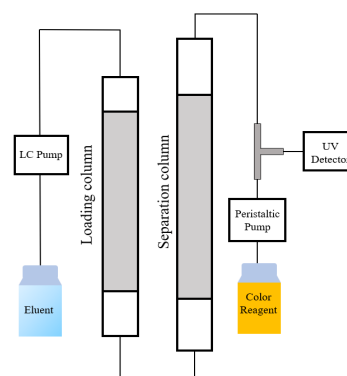 LC Pump
Eluent
Loading column
Separation column
UV
Detector
Peristaltic
Pump
Color
Reagent